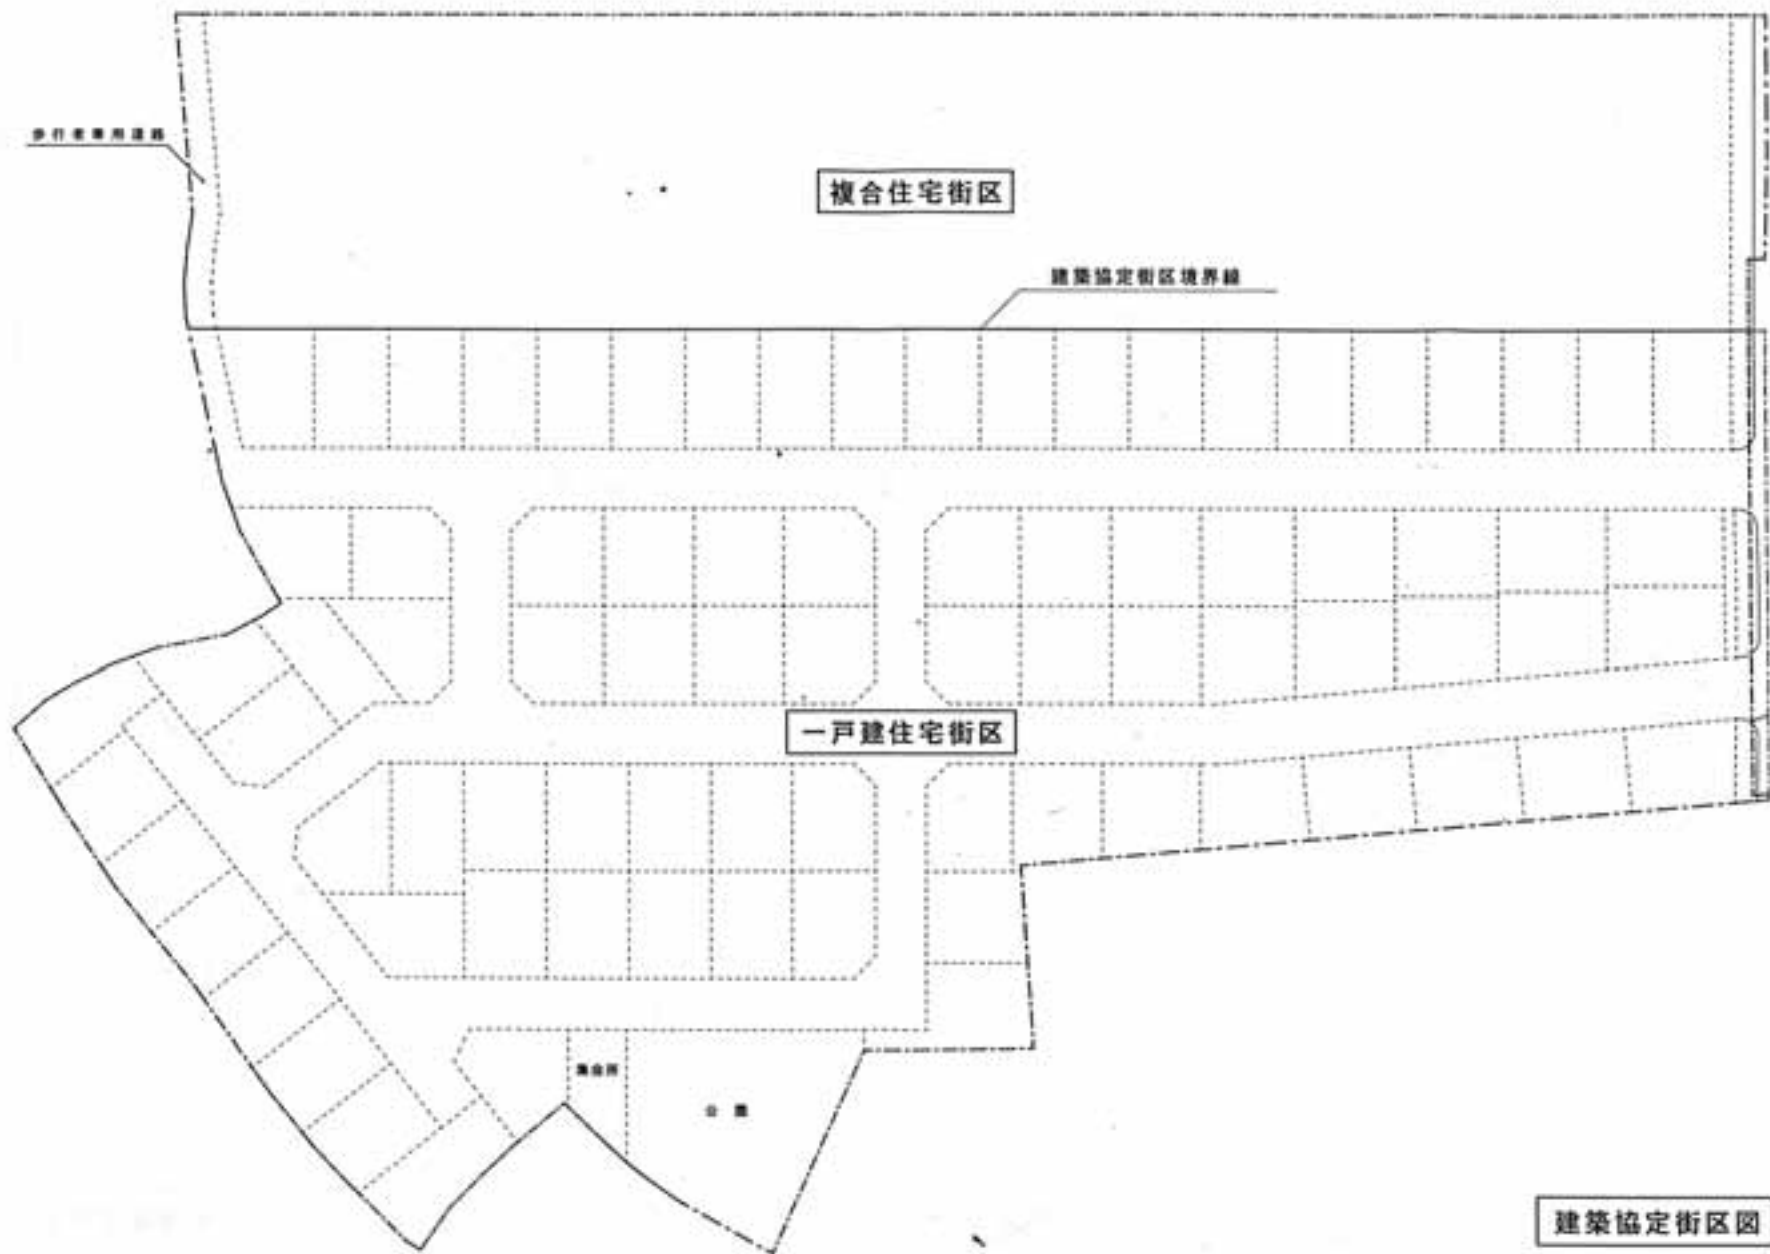 歩行者専用道路
複合住宅街区
建築協定街区境界線
一戸建住宅街区
集会所
公園
建築協定街区図